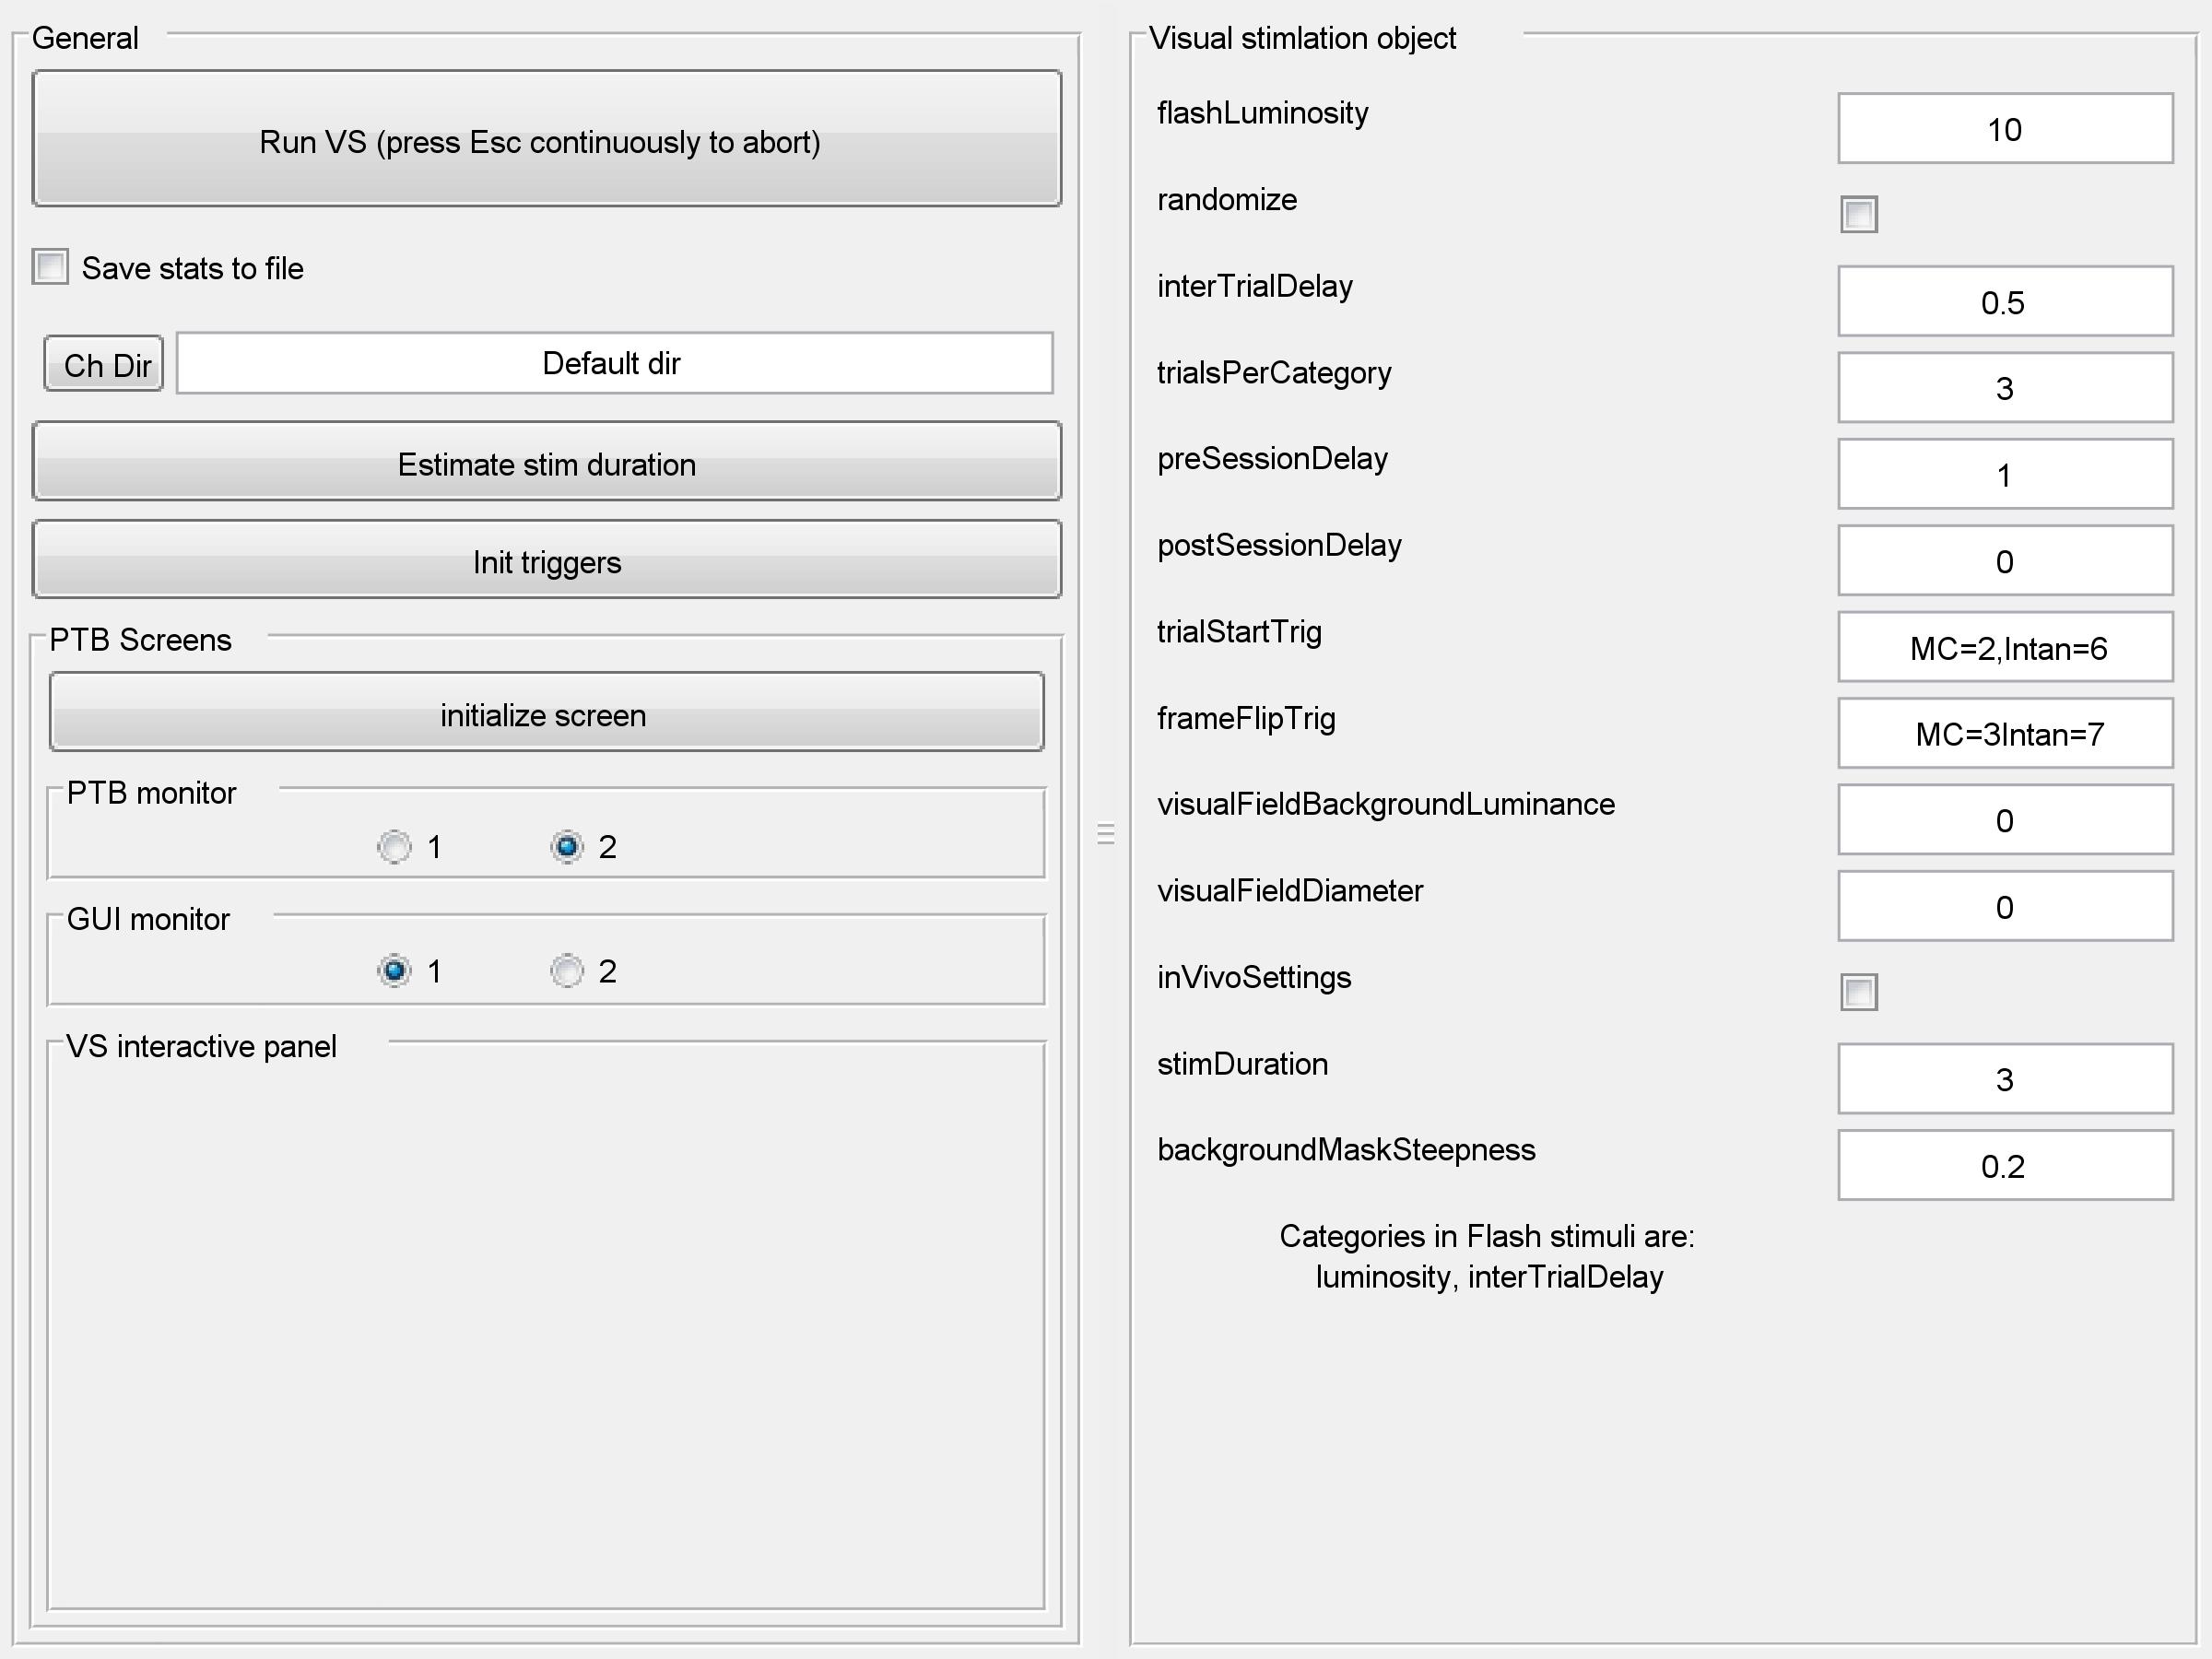 General
Run VS (press Esc continuously to abort)
Save stats to file
Ch Dir
Default dir
Estimate stim duration
Init triggers
PTB Screens
initialize screen
PTB monitor
1
2
GUI monitor
1
2
VS interactive panel
Visual stimlation object
flashLuminosity
10
randomize
interTrialDelay
0.5
trialsPerCategory
3
preSessionDelay
1
postSessionDelay
0
trialStartTrig
MC=2,Intan=6
frameFlipTrig
MC=3Intan=7
visualFieldBackgroundLuminance
0
visualFieldDiameter
0
inVivoSettings
stimDuration
3
backgroundMaskSteepness
0.2
Categories in Flash stimuli are:
luminosity, interTrialDelay